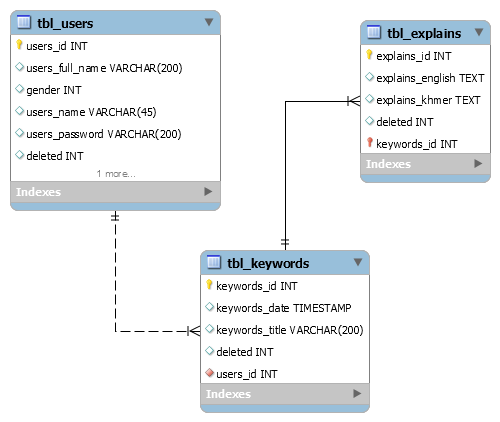 tbl_users
users_id INT
users_full_name VARCHAR(200)
gender INT
users_name VARCHAR(45)
users_password VARCHAR(200)
deleted INT
1 more...
Indexes
tbl_explains
explains_id INT
explains_english TEXT
explains_khmer TEXT
deleted INT
keywords_id INT
Indexes
tbl_keywords
keywords_id INT
keywords_date TIMESTAMP
keywords_title VARCHAR(200)
deleted INT
users_id INT
Indexes